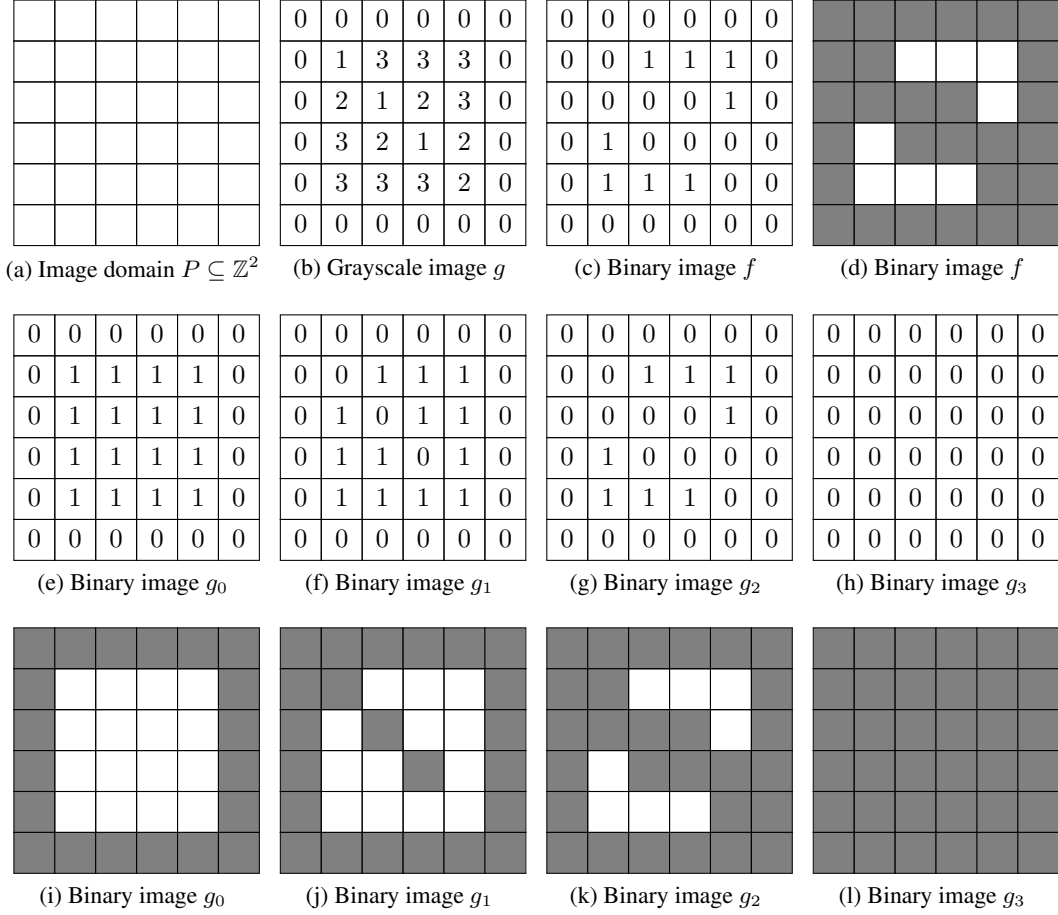 0 0 0 0 0 0 0 0 0 0 0 0
0 1 3 3 3 0 0 0 1 1 1 0
0 2 1 2 3 0 0 0 0 0 1 0
0 3 2 1 2 0 0 1 0 0 0 0
0 3 3 3 2 0 0 1 1 1 0 0
0 0 0 0 0 0 0 0 0 0 0 0
(a) Image domain P ⊆ ℤ² (b) Grayscale image g (c) Binary image f (d) Binary image f
0 0 0 0 0 0 0 0 0 0 0 0 0 0 0 0 0 0 0 0 0 0 0 0
0 1 1 1 1 0 0 0 1 1 1 0 0 0 1 1 1 0 0 0 0 0 0 0
0 1 1 1 1 0 0 1 0 1 1 0 0 0 0 0 1 0 0 0 0 0 0 0
0 1 1 1 1 0 0 1 1 0 1 0 0 1 0 0 0 0 0 0 0 0 0 0
0 1 1 1 1 0 0 1 1 1 1 0 0 1 1 1 0 0 0 0 0 0 0 0
0 0 0 0 0 0 0 0 0 0 0 0 0 0 0 0 0 0 0 0 0 0 0 0
(e) Binary image g₀ (f) Binary image g₁ (g) Binary image g₂ (h) Binary image g₃
(i) Binary image g₀ (j) Binary image g₁ (k) Binary image g₂ (l) Binary image g₃